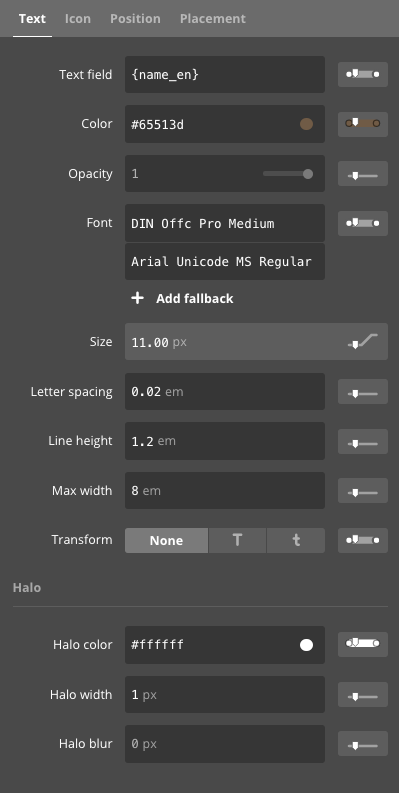 Text Icon Position Placement
Text field {name_en}
Color #65513d
Opacity 1
Font DIN Offc Pro Medium
Arial Unicode MS Regular
+ Add fallback
Size 11.00 px
Letter spacing 0.02 em
Line height 1.2 em
Max width 8 em
Transform None T t
Halo
Halo color #ffffff
Halo width 1 px
Halo blur 0 px